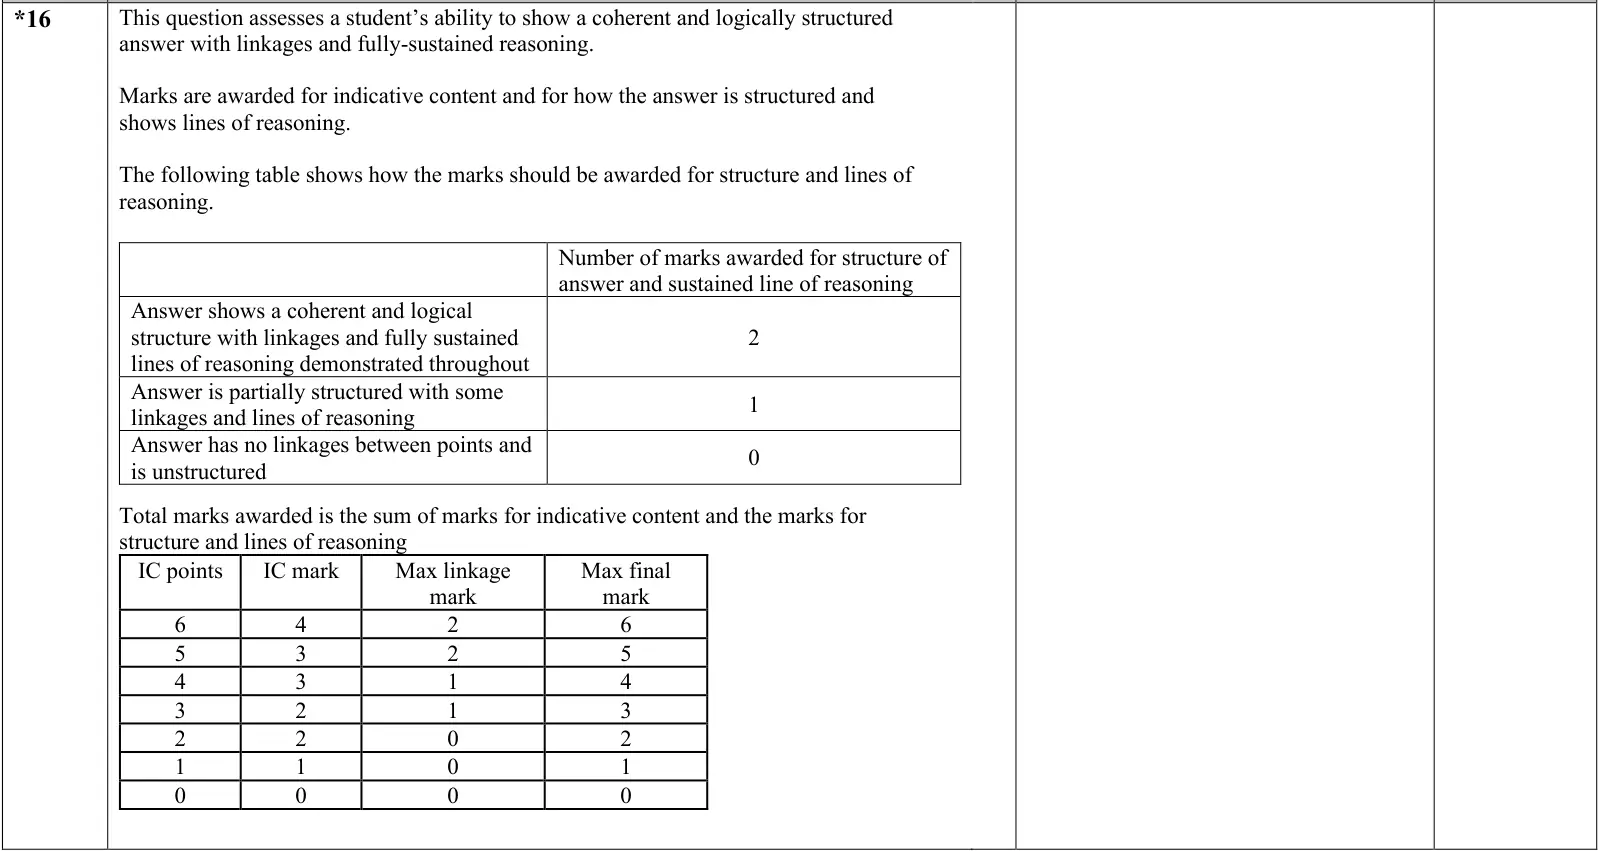 *16
This question assesses a student’s ability to show a coherent and logically structured
answer with linkages and fully-sustained reasoning.
Marks are awarded for indicative content and for how the answer is structured and
shows lines of reasoning.
The following table shows how the marks should be awarded for structure and lines of
reasoning.
Number of marks awarded for structure of
answer and sustained line of reasoning
Answer shows a coherent and logical
structure with linkages and fully sustained
lines of reasoning demonstrated throughout
2
Answer is partially structured with some
linkages and lines of reasoning
1
Answer has no linkages between points and
is unstructured
0
Total marks awarded is the sum of marks for indicative content and the marks for
structure and lines of reasoning
IC points IC mark Max linkage Max final
mark mark
6 4 2 6
5 3 2 5
4 3 1 4
3 2 1 3
2 2 0 2
1 1 0 1
0 0 0 0